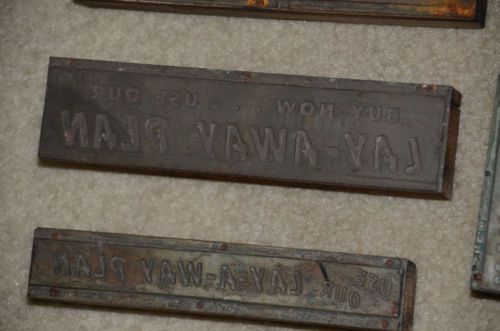 BUY NOW . . . USE OUR
LAY-AWAY PLAN
USE
OUR LAY-A-WAY PLAN